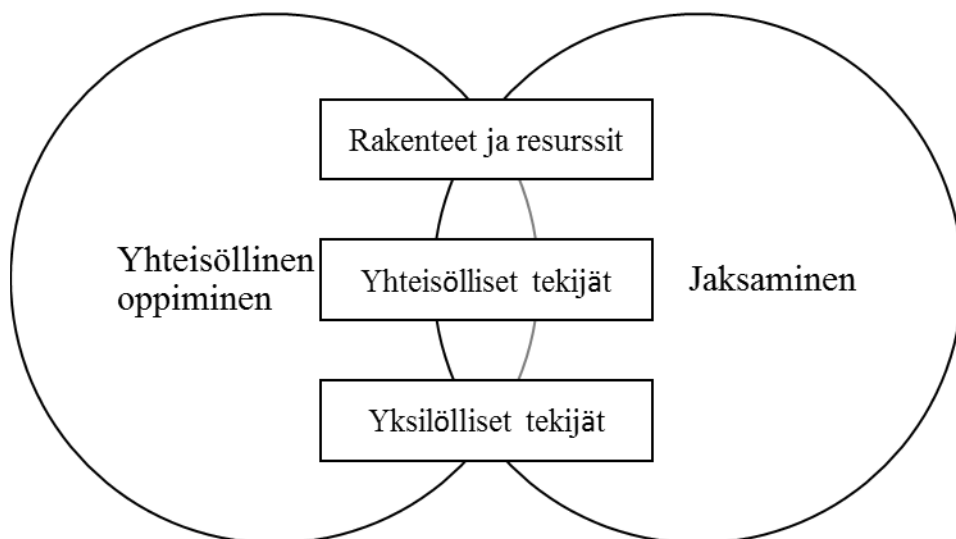 Rakenteet ja resurssit
Yhteisöllinen
oppiminen
Yhteisölliset tekijät
Jaksaminen
Yksilölliset tekijät